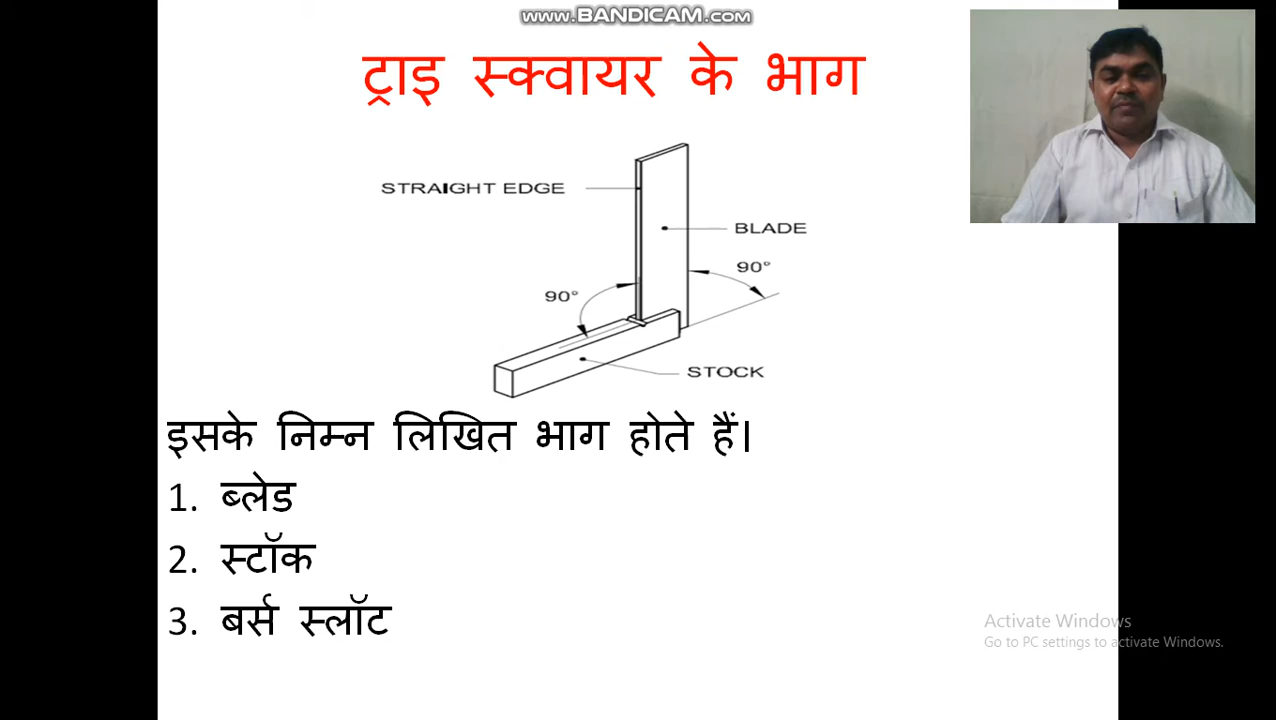 www.BANDICAM.com
ट्राइ स्क्वायर के भाग
STRAIGHT EDGE
BLADE
90°
90°
STOCK
इसके निम्न लिखित भाग होते हैं।
1. ब्लेड
2. स्टॉक
3. बर्स स्लॉट
Activate Windows
Go to PC settings to activate Windows.